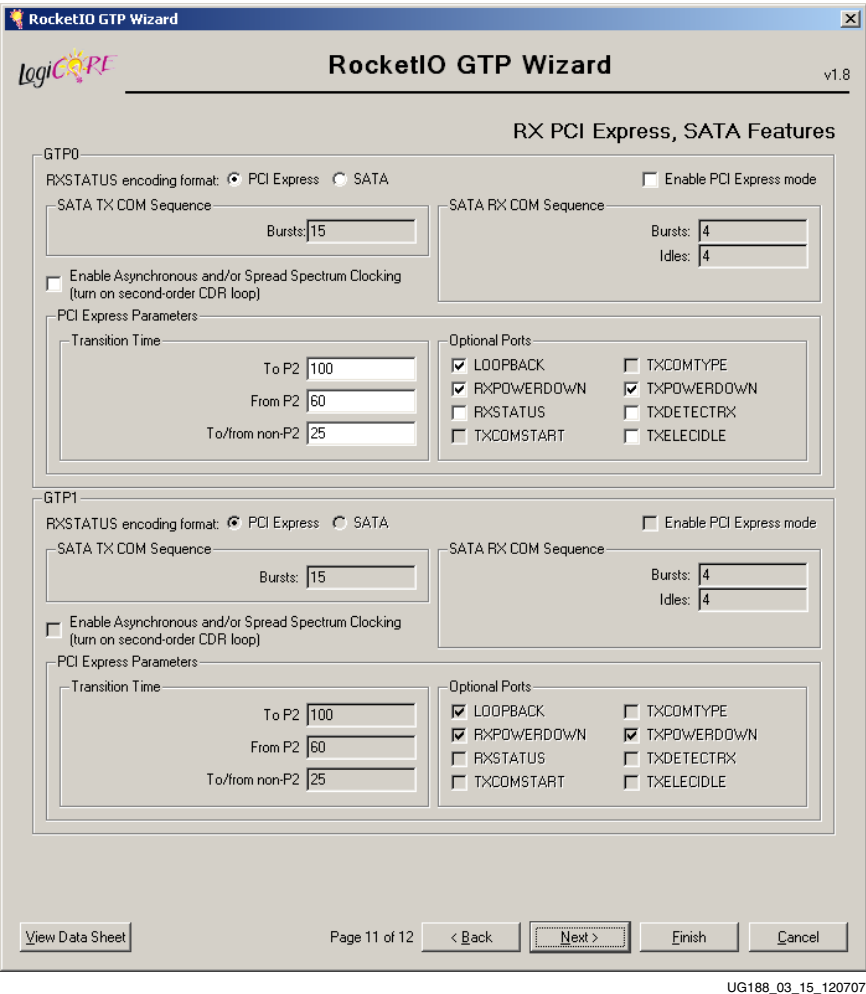 RocketIO GTP Wizard
LogiCORE
RocketIO GTP Wizard
v1.8
RX PCI Express, SATA Features
GTP0
RXSTATUS encoding format: PCI Express SATA
Enable PCI Express mode
SATA TX COM Sequence
Bursts: 15
SATA RX COM Sequence
Bursts: 4
Idles: 4
Enable Asynchronous and/or Spread Spectrum Clocking
(turn on second-order CDR loop)
PCI Express Parameters
Transition Time
To P2 100
From P2 60
To/from non-P2 25
Optional Ports
LOOPBACK TXCOMTYPE
RXPOWERDOWN TXPOWERDOWN
RXSTATUS TXDETECTRX
TXCOMSTART TXELECIDLE
GTP1
RXSTATUS encoding format: PCI Express SATA
Enable PCI Express mode
SATA TX COM Sequence
Bursts: 15
SATA RX COM Sequence
Bursts: 4
Idles: 4
Enable Asynchronous and/or Spread Spectrum Clocking
(turn on second-order CDR loop)
PCI Express Parameters
Transition Time
To P2 100
From P2 60
To/from non-P2 25
Optional Ports
LOOPBACK TXCOMTYPE
RXPOWERDOWN TXPOWERDOWN
RXSTATUS TXDETECTRX
TXCOMSTART TXELECIDLE
View Data Sheet Page 11 of 12 < Back Next > Finish Cancel
UG188_03_15_120707